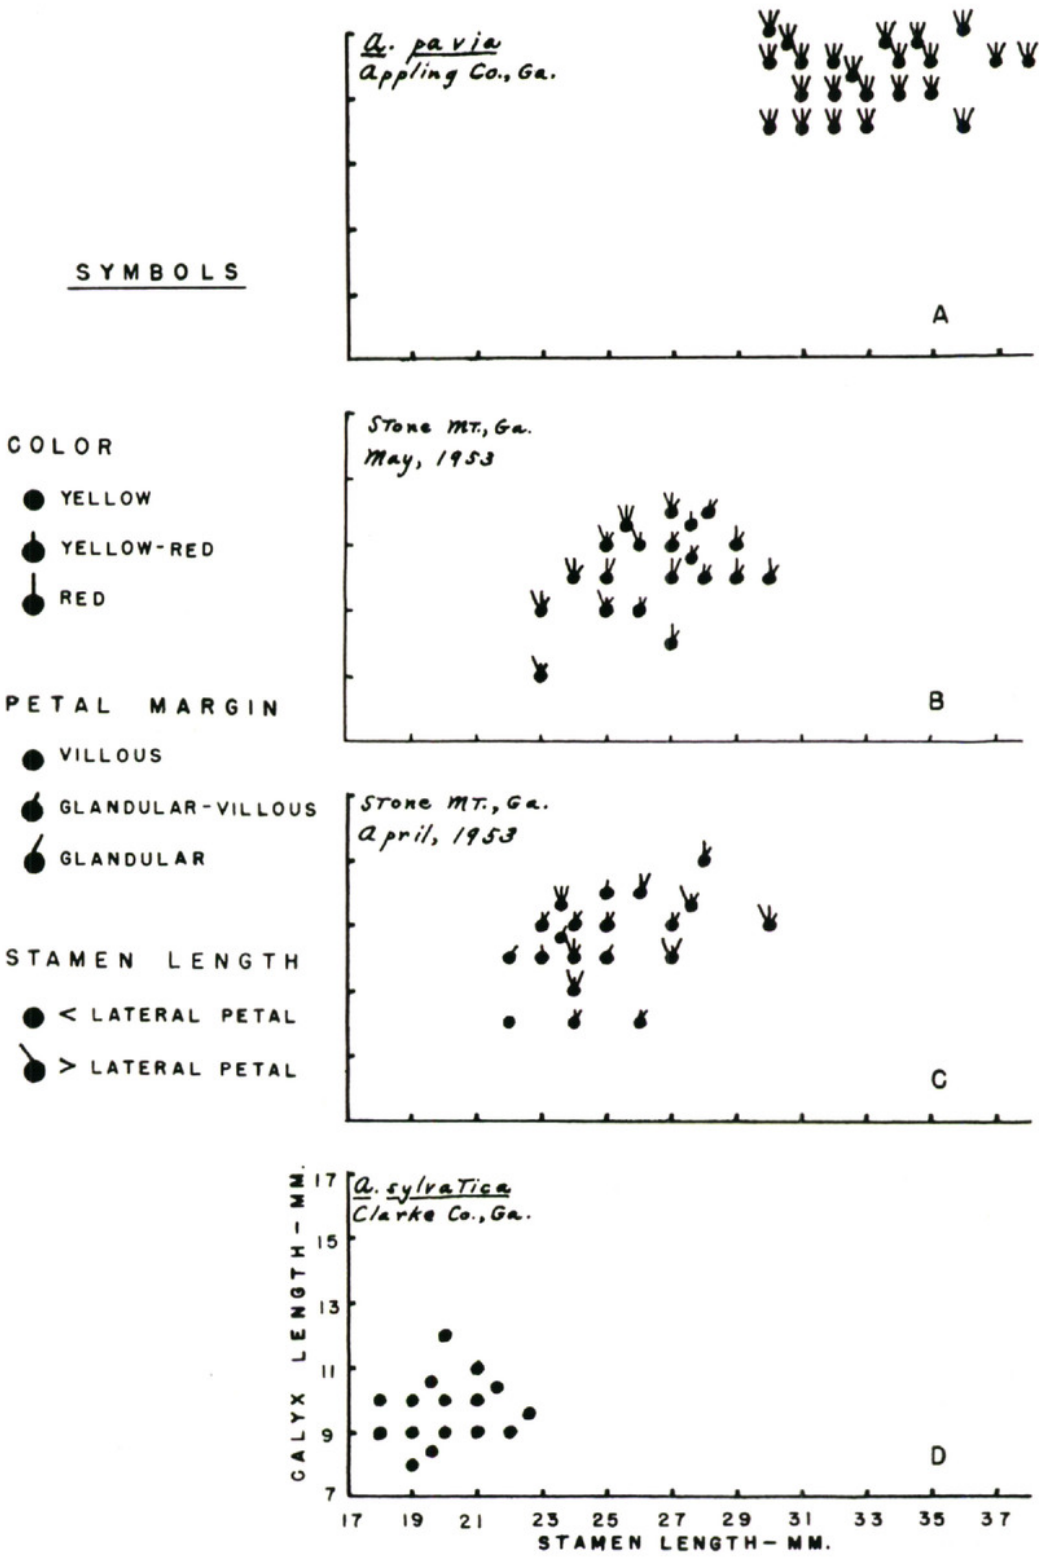 a. pavia
Appling Co., Ga.
SYMBOLS
A
COLOR
YELLOW
YELLOW-RED
RED
Stone MT., Ga.
May, 1953
B
PETAL MARGIN
VILLOUS
GLANDULAR-VILLOUS
GLANDULAR
Stone MT., Ga.
April, 1953
C
STAMEN LENGTH
< LATERAL PETAL
> LATERAL PETAL
a. sylvaTica
Clarke Co., Ga.
D
CALYX LENGTH-MM.
17
15
13
11
9
7
17 19 21 23 25 27 29 31 33 35 37
STAMEN LENGTH-MM.